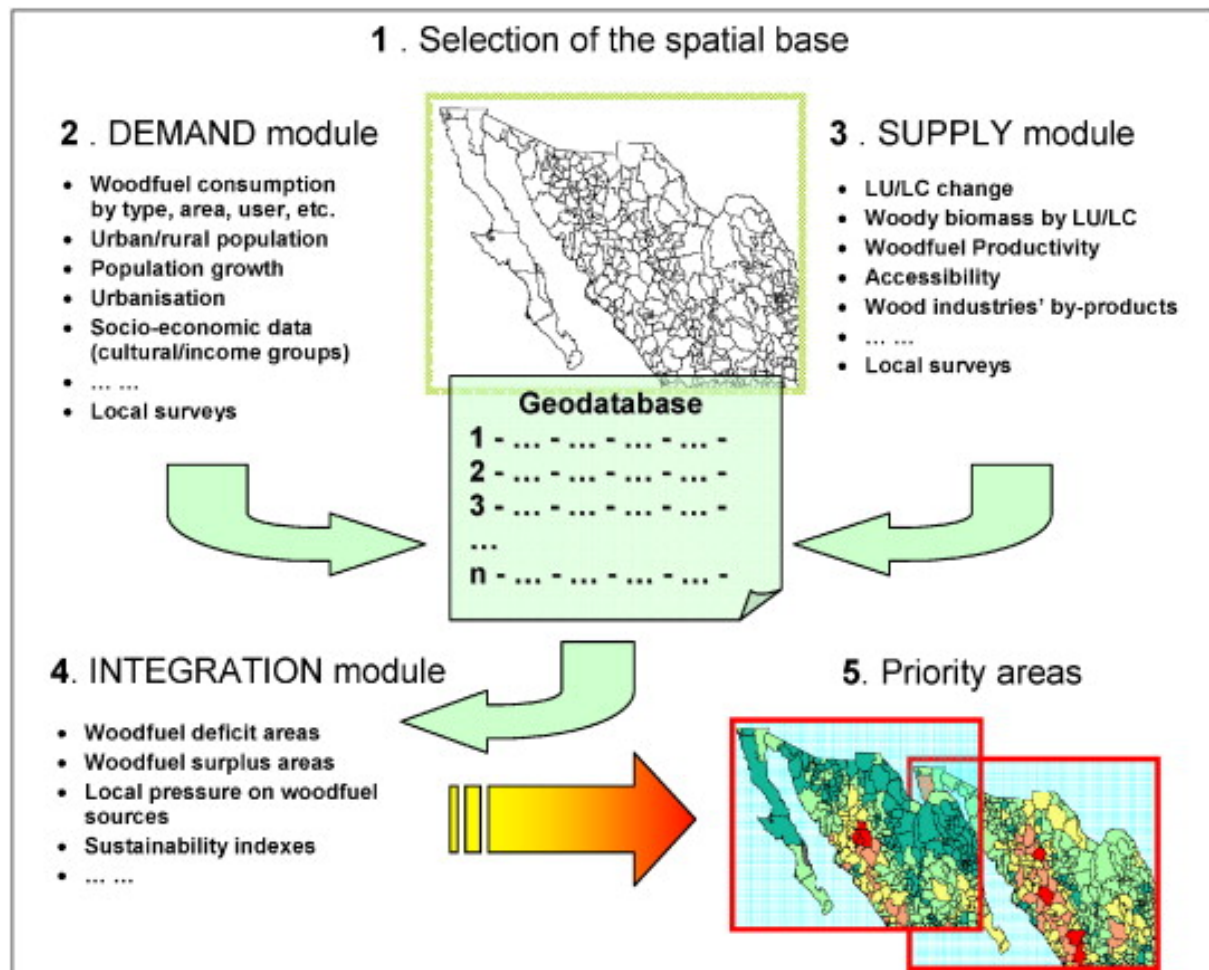 1 . Selection of the spatial base
2 . DEMAND module
• Woodfuel consumption
by type, area, user, etc.
• Urban/rural population
• Population growth
• Urbanisation
• Socio-economic data
(cultural/income groups)
• ... ...
• Local surveys
3 . SUPPLY module
• LU/LC change
• Woody biomass by LU/LC
• Woodfuel Productivity
• Accessibility
• Wood industries' by-products
• ... ...
• Local surveys
Geodatabase
1 - ... - ... - ... - ... -
2 - ... - ... - ... - ... -
3 - ... - ... - ... - ... -
...
n - ... - ... - ... - ... -
4. INTEGRATION module
• Woodfuel deficit areas
• Woodfuel surplus areas
• Local pressure on woodfuel
sources
• Sustainability indexes
• ... ...
5. Priority areas